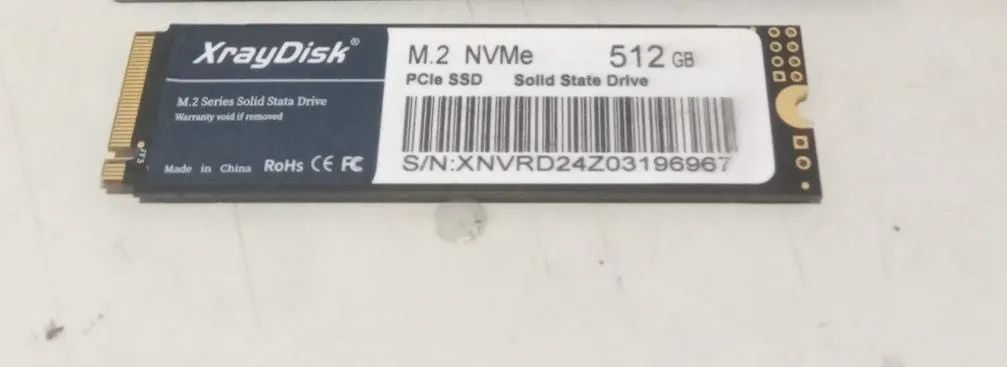 XrayDisk®
M.2 Series Solid Stata Drive
Warranty void if removed
Made in China RoHS CE FC
M.2 NVMe 512 GB
PCIe SSD Solid State Drive
S/N:XNVRD24Z03196967